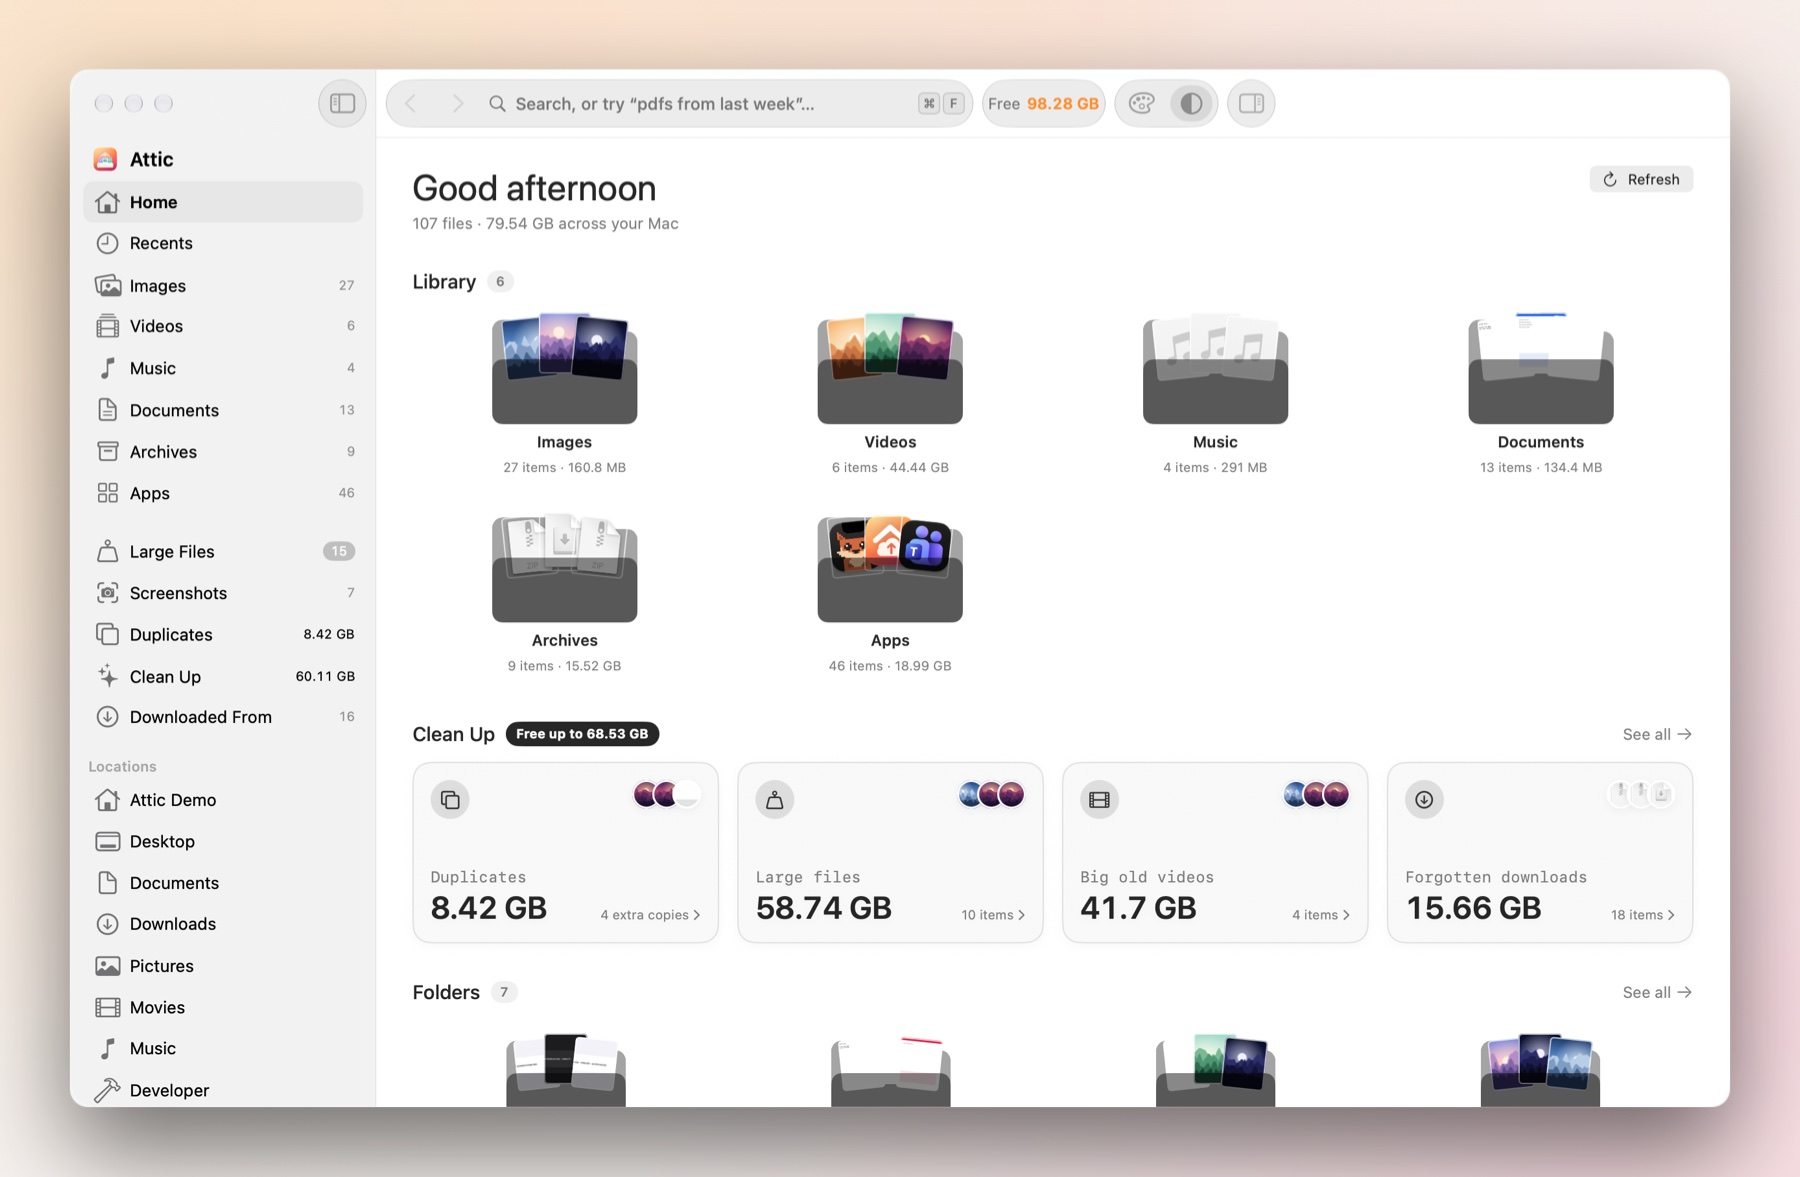 Search, or try “pdfs from last week”...
⌘ F
Free 98.28 GB
Attic
Home
Recents
Images 27
Videos 6
Music 4
Documents 13
Archives 9
Apps 46
Large Files 15
Screenshots 7
Duplicates 8.42 GB
Clean Up 60.11 GB
Downloaded From 16
Locations
Attic Demo
Desktop
Documents
Downloads
Pictures
Movies
Music
Developer
Good afternoon
Refresh
107 files · 79.54 GB across your Mac
Library 6
Images
27 items · 160.8 MB
Videos
6 items · 44.44 GB
Music
4 items · 291 MB
Documents
13 items · 134.4 MB
ZIP
ZIP
T
Archives
9 items · 15.52 GB
Apps
46 items · 18.99 GB
Clean Up Free up to 68.53 GB
See all →
Duplicates
8.42 GB
4 extra copies >
Large files
58.74 GB
10 items >
Big old videos
41.7 GB
4 items >
Forgotten downloads
15.66 GB
18 items >
Folders 7
See all →